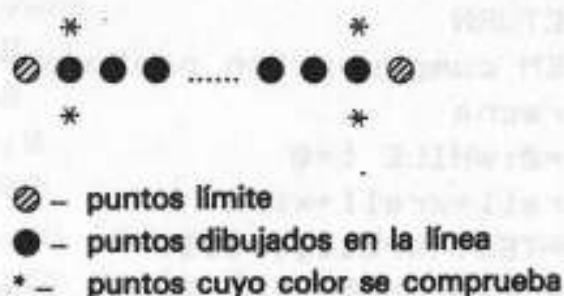 * *
......
* *
– puntos límite
– puntos dibujados en la línea
* – puntos cuyo color se comprueba